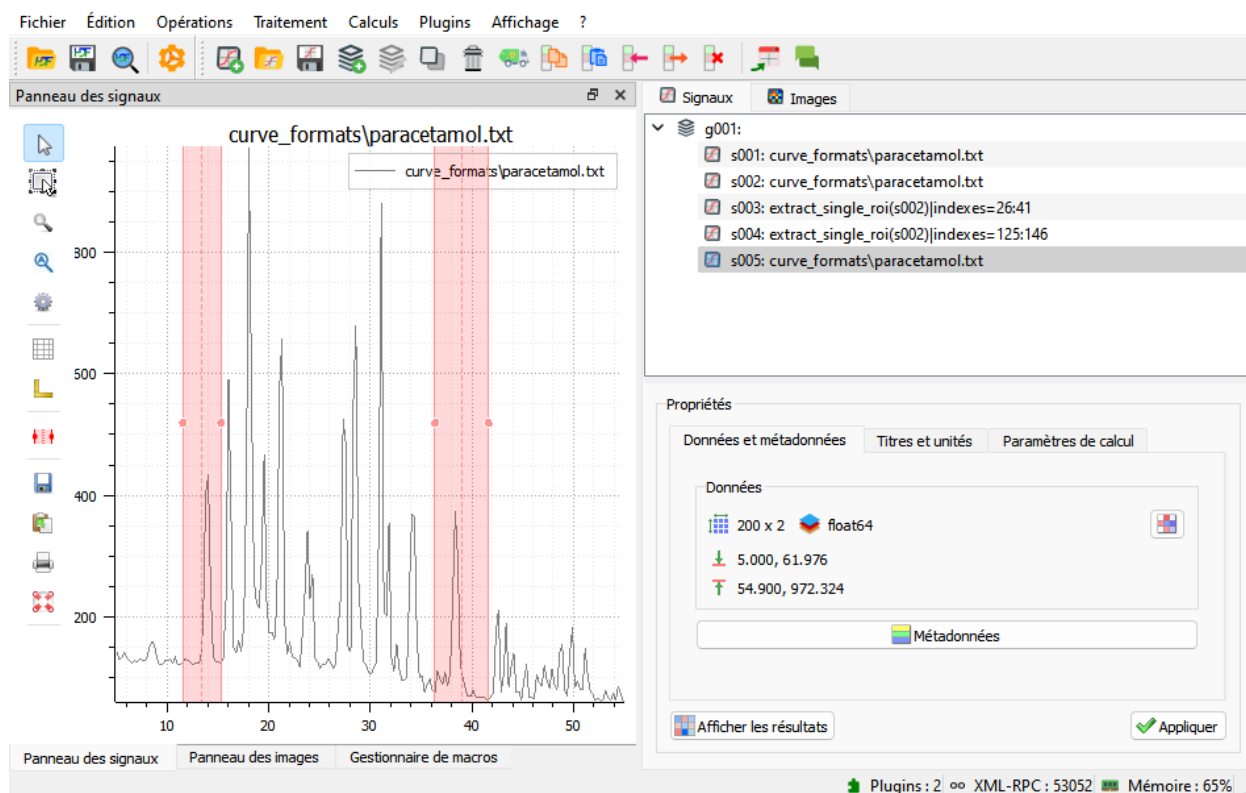 Fichier Édition Opérations Traitement Calculs Plugins Affichage ?
Panneau des signaux
curve_formats\paracetamol.txt
curve_formats\paracetamol.txt
800
600
400
200
10 20 30 40 50
Panneau des signaux Panneau des images Gestionnaire de macros
Signaux Images
g001:
s001: curve_formats\paracetamol.txt
s002: curve_formats\paracetamol.txt
s003: extract_single_roi(s002)|indexes=26:41
s004: extract_single_roi(s002)|indexes=125:146
s005: curve_formats\paracetamol.txt
Propriétés
Données et métadonnées Titres et unités Paramètres de calcul
Données
200 x 2 float64
5.000, 61.976
54.900, 972.324
Métadonnées
Afficher les résultats Appliquer
Plugins : 2 XML-RPC : 53052 Mémoire : 65%